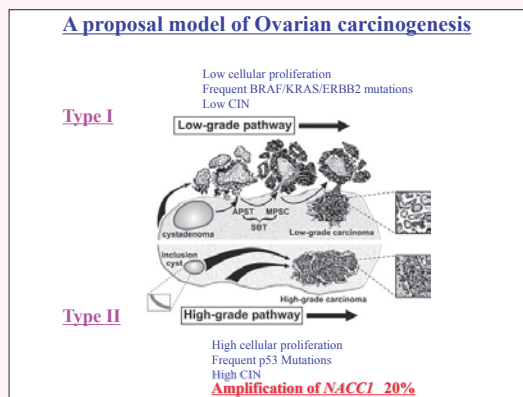 A proposal model of Ovarian carcinogenesis
Low cellular proliferation
Frequent BRAF/KRAS/ERBB2 mutations
Low CIN
Type I
Low-grade pathway
APST MPSC
SBT
cystadenoma
Low-grade carcinoma
inclusion
cyst
High-grade carcinoma
Type II
High-grade pathway
High cellular proliferation
Frequent p53 Mutations
High CIN
Amplification of NACC1 20%